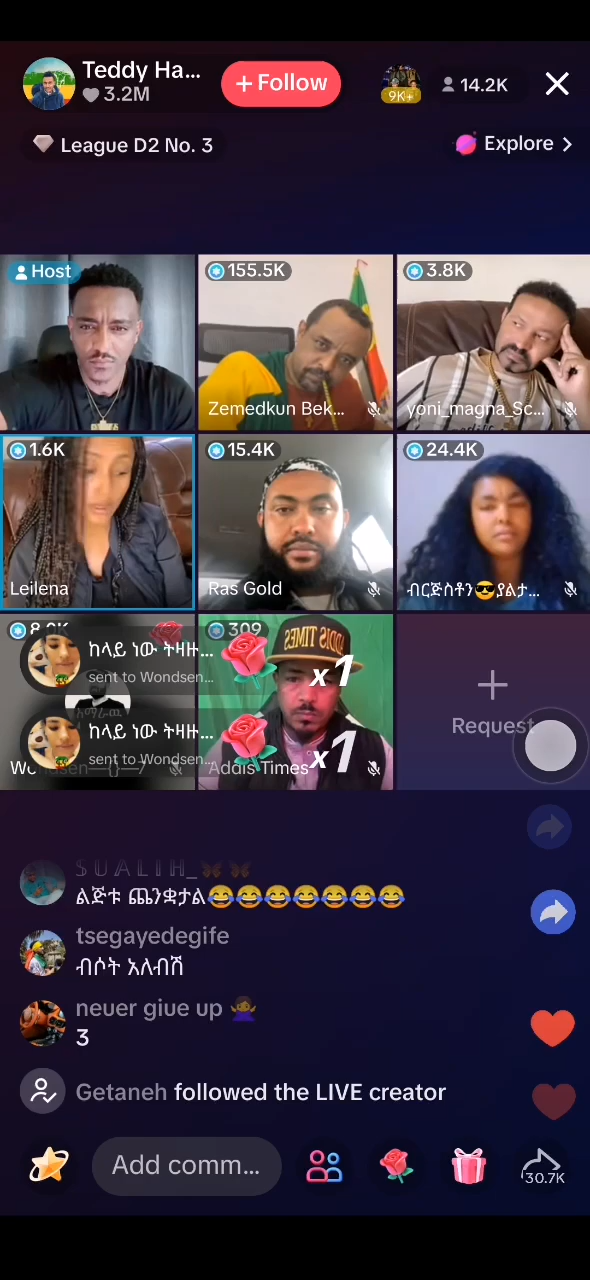 Teddy Ha...
3.2M
+ Follow
9K+
14.2K
League D2 No. 3
Explore
Host
155.5K
3.8K
Zemedkun Bek...
yoni_magna_Sc...
1.6K
15.4K
24.4K
Leilena
Ras Gold
ብርጅስቶን😎ያልታ...
309
ከላይ ነው ትዛዙ...
sent to Wondsen...
x1
ADDIS TIMES
ከላይ ነው ትዛዙ...
sent to Wondsen...
x1
Addis Times
Request
ልጅቱ ጨንቋታል😂😂😂😂😂😂😂
tsegayedegife
ብሶት አለብሽ
neuer giue up 🙅‍♀️
3
Getaneh followed the LIVE creator
Add comm...
30.7K